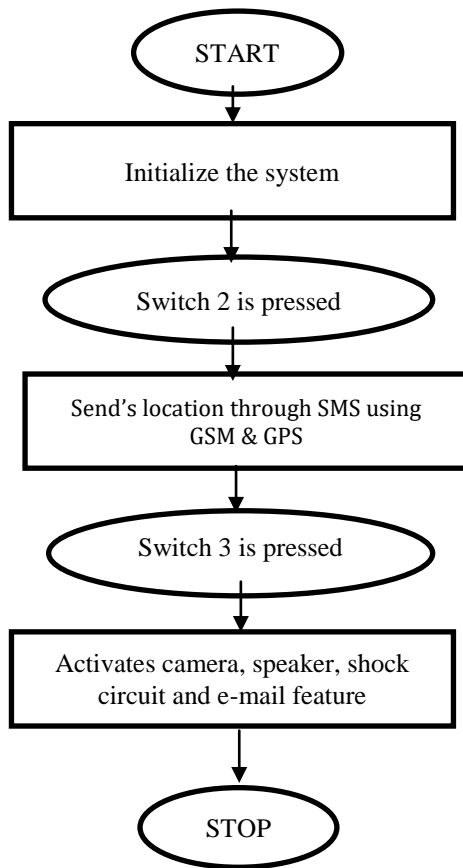 START
Initialize the system
Switch 2 is pressed
Send's location through SMS using
GSM & GPS
Switch 3 is pressed
Activates camera, speaker, shock
circuit and e-mail feature
STOP